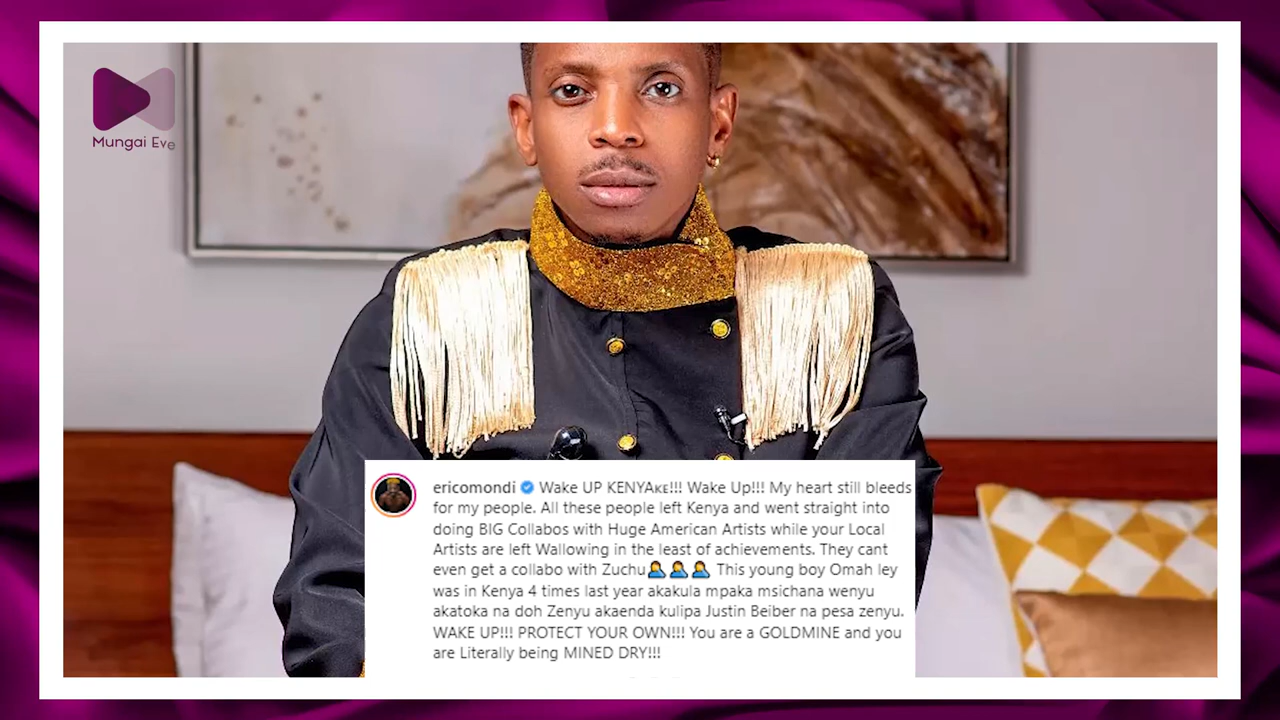 Mungai Eve
ericomondi Wake UP KENYAᴋᴇ!!! Wake Up!!! My heart still bleeds
for my people. All these people left Kenya and went straight into
doing BIG Collabos with Huge American Artists while your Local
Artists are left Wallowing in the least of achievements. They cant
even get a collabo with Zuchu🤦‍♂️🤦‍♂️🤦‍♂️ This young boy Omah ley
was in Kenya 4 times last year akakula mpaka msichana wenyu
akatoka na doh Zenyu akaenda kulipa Justin Beiber na pesa zenyu.
WAKE UP!!! PROTECT YOUR OWN!!! You are a GOLDMINE and you
are Literally being MINED DRY!!!